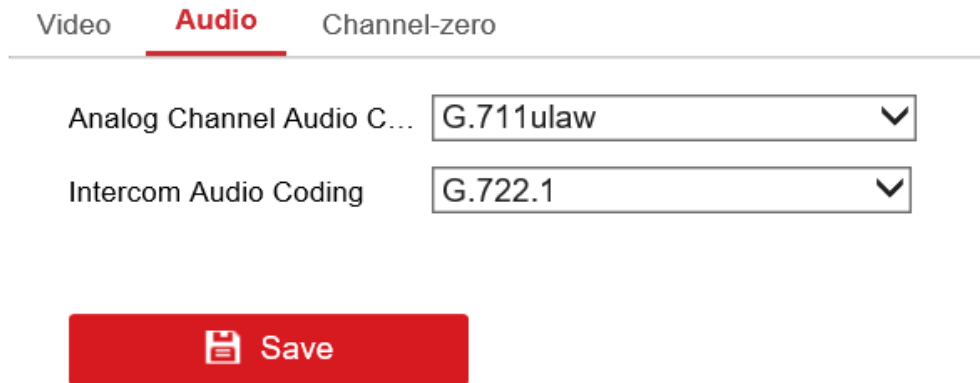 Video Audio Channel-zero
Analog Channel Audio C... G.711ulaw
Intercom Audio Coding G.722.1
Save